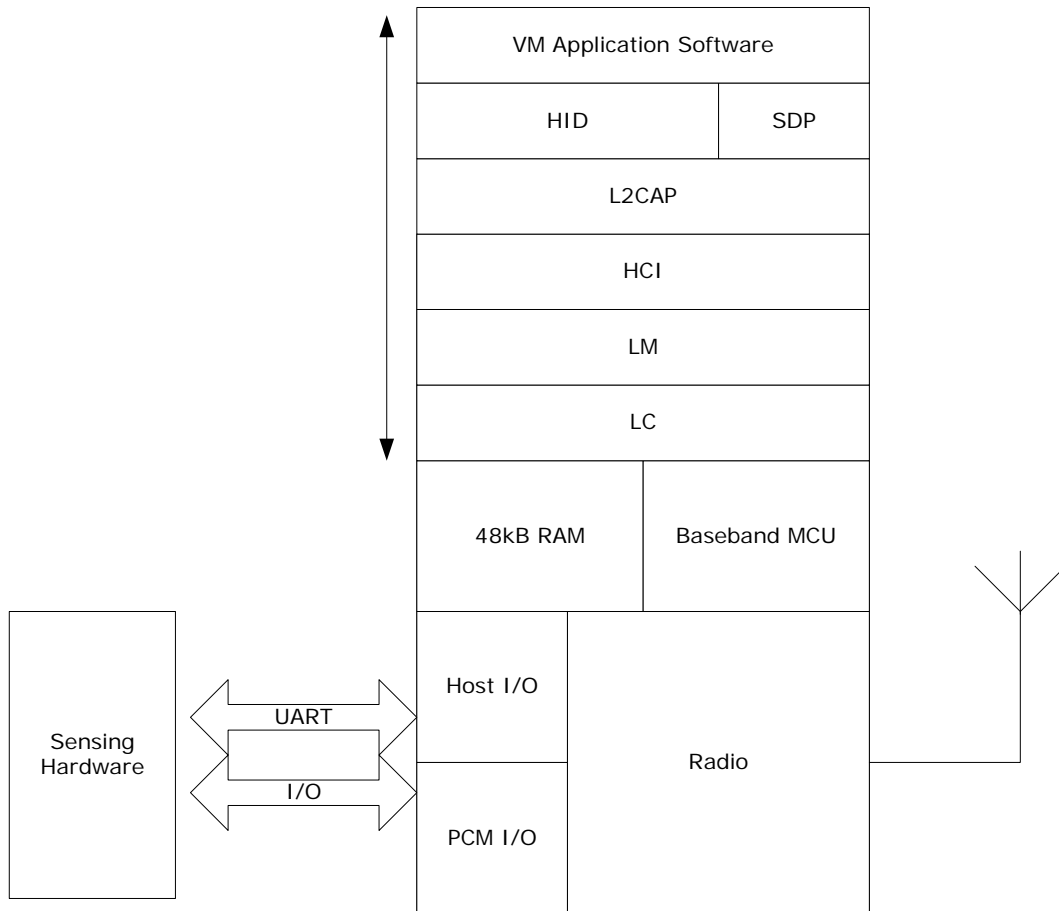 VM Application Software
HID
SDP
L2CAP
HCI
LM
LC
48kB RAM
Baseband MCU
Host I/O
UART
Sensing
Hardware
Radio
I/O
PCM I/O